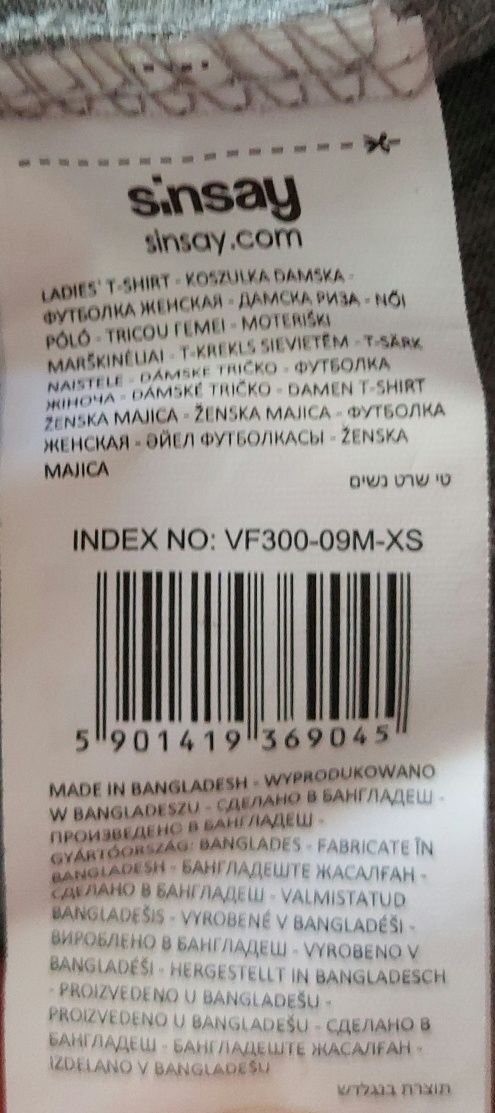 sinsay
sinsay.com
LADIES' T-SHIRT - KOSZULKA DAMSKA -
ФУТБОЛКА ЖЕНСКАЯ - ДАМСКА РИЗА - NŐI
PÓLÓ - TRICOU FEMEI - MOTERIŠKI
MARŠKINĖLIAI - T-KREKLS SIEVIETĒM - T-SÄRK
NAISTELE - DÁMSKE TRIČKO - ФУТБОЛКА
ЖІНОЧА - DÁMSKÉ TRIČKO - DAMEN T-SHIRT
ŽENSKA MAJICA - ŽENSKA MAJICA - ФУТБОЛКА
ЖЕНСКАЯ - ӘЙЕЛ ФУТБОЛКАСЫ - ŽENSKA
MAJICA
טי שרט נשים
INDEX NO: VF300-09M-XS
5 901419 369045
MADE IN BANGLADESH - WYPRODUKOWANO
W BANGLADESZU - СДЕЛАНО В БАНГЛАДЕШ -
ПРОИЗВЕДЕНО В БАНГЛАДЕШ -
GYÁRTÓORSZÁG: BANGLADES - FABRICATE ÎN
BANGLADESH - БАНГЛАДЕШТЕ ЖАСАЛҒАН -
СДЕЛАНО В БАНГЛАДЕШ - VALMISTATUD
BANGLADEŠIS - VYROBENÉ V BANGLADÉŠI -
ВИРОБЛЕНО В БАНГЛАДЕШ - VYROBENO V
BANGLADÉŠI - HERGESTELLT IN BANGLADESCH
- PROIZVEDENO U BANGLADEŠU -
PROIZVEDENO U BANGLADEŠU - СДЕЛАНО В
БАНГЛАДЕШ - БАНГЛАДЕШТЕ ЖАСАЛҒАН -
IZDELANO V BANGLADEŠU
תוצרת בנגלדש